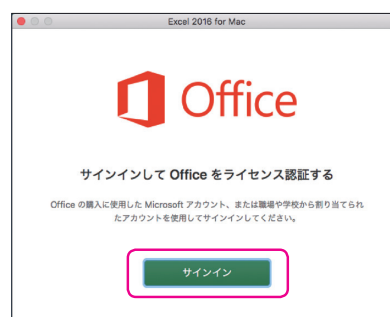 Excel 2016 for Mac
Office
サインインして Office をライセンス認証する
Office の購入に使用した Microsoft アカウント、または職場や学校から割り当てられ
たアカウントを使用してサインインしてください。
サインイン